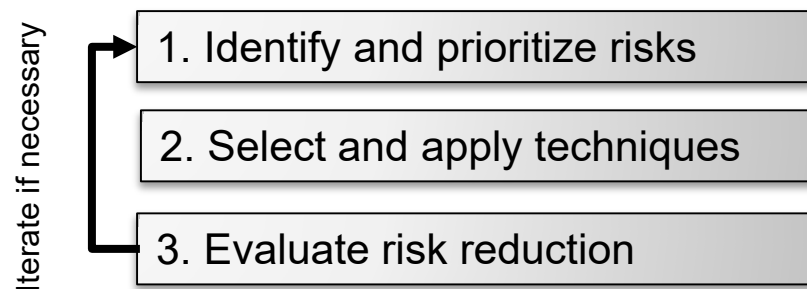 Iterate if necessary
1. Identify and prioritize risks
2. Select and apply techniques
3. Evaluate risk reduction